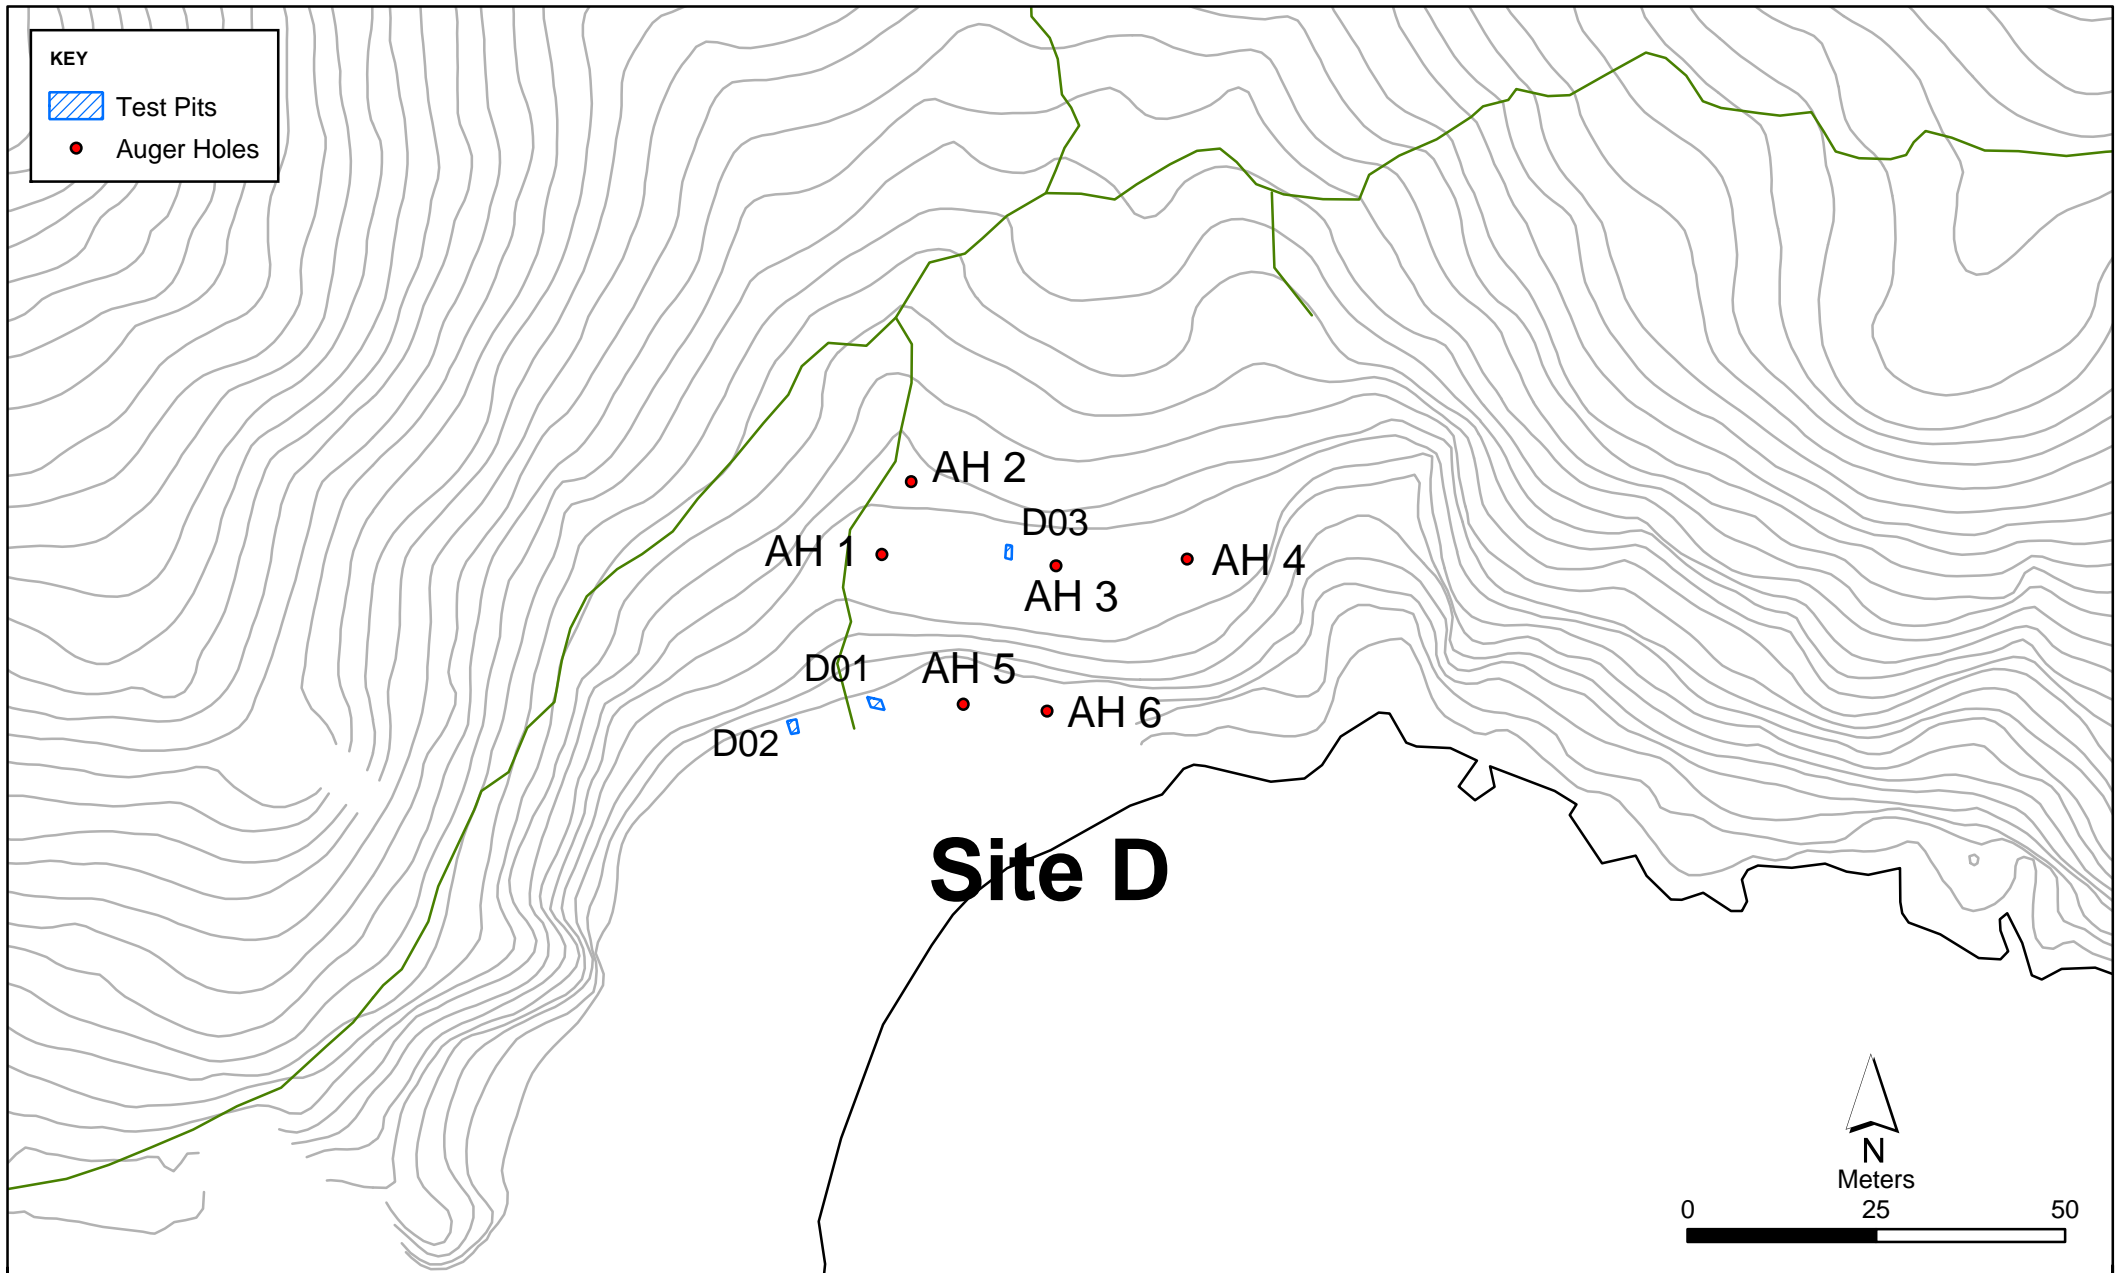 KEY
Test Pits
Auger Holes
AH 2
D03
AH 1
AH 4
AH 3
D01
AH 5
D02
AH 6
Site D
N
Meters
0 25 50